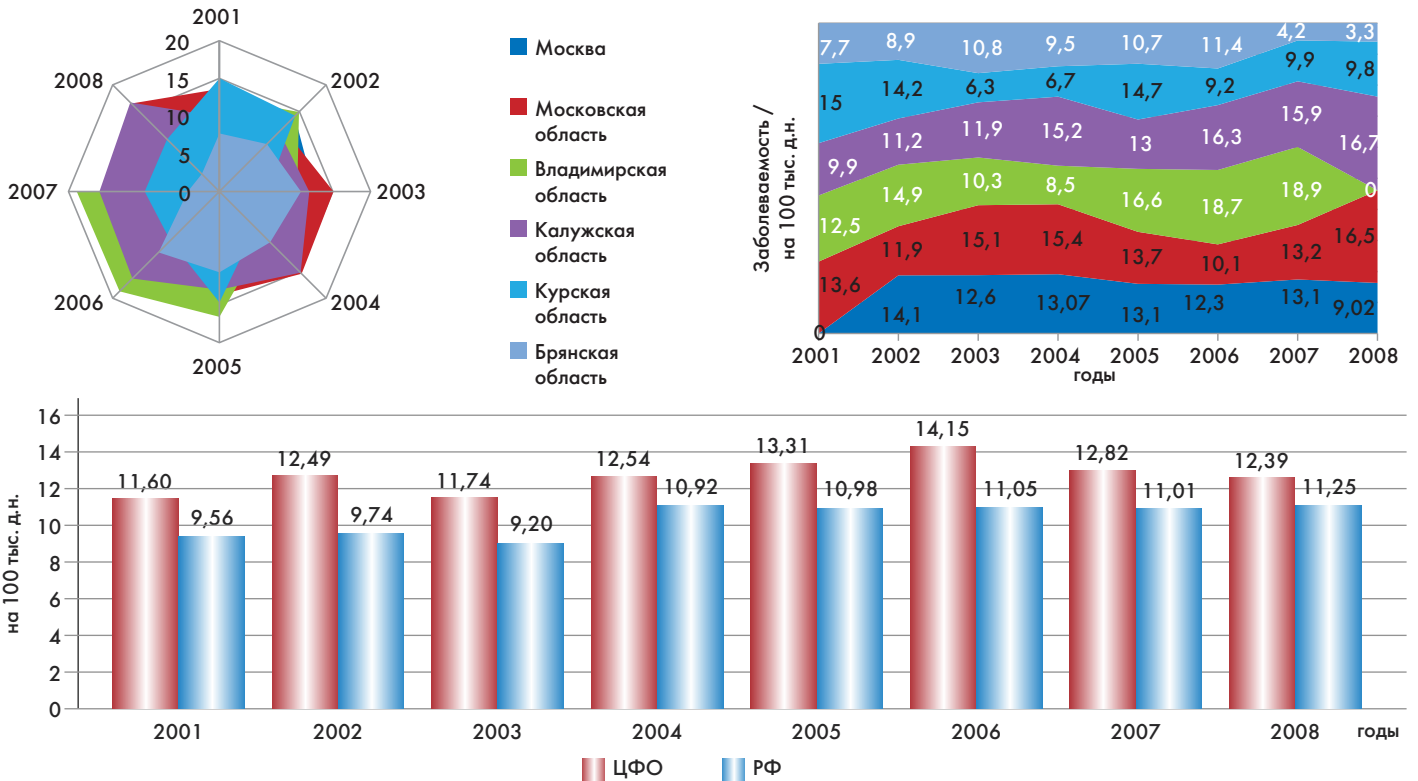 2001
20
15
10
5
0
2002
2003
2004
2005
2006
2007
2008
Москва
Московская
область
Владимирская
область
Калужская
область
Курская
область
Брянская
область
Заболеваемость /
на 100 тыс. д.н.
7,7 8,9 10,8 9,5 10,7 11,4 4,2 3,3
15 14,2 6,3 6,7 14,7 9,2 9,9 9,8
9,9 11,2 11,9 15,2 13 16,3 15,9 16,7
12,5 14,9 10,3 8,5 16,6 18,7 18,9 0
13,6 11,9 15,1 15,4 13,7 10,1 13,2 16,5
0 14,1 12,6 13,07 13,1 12,3 13,1 9,02
2001 2002 2003 2004 2005 2006 2007 2008
годы
на 100 тыс. д.н.
16
14
12
10
8
6
4
2
0
11,60 9,56 12,49 9,74 11,74 9,20 12,54 10,92 13,31 10,98 14,15 11,05 12,82 11,01 12,39 11,25
2001 2002 2003 2004 2005 2006 2007 2008 годы
ЦФО РФ